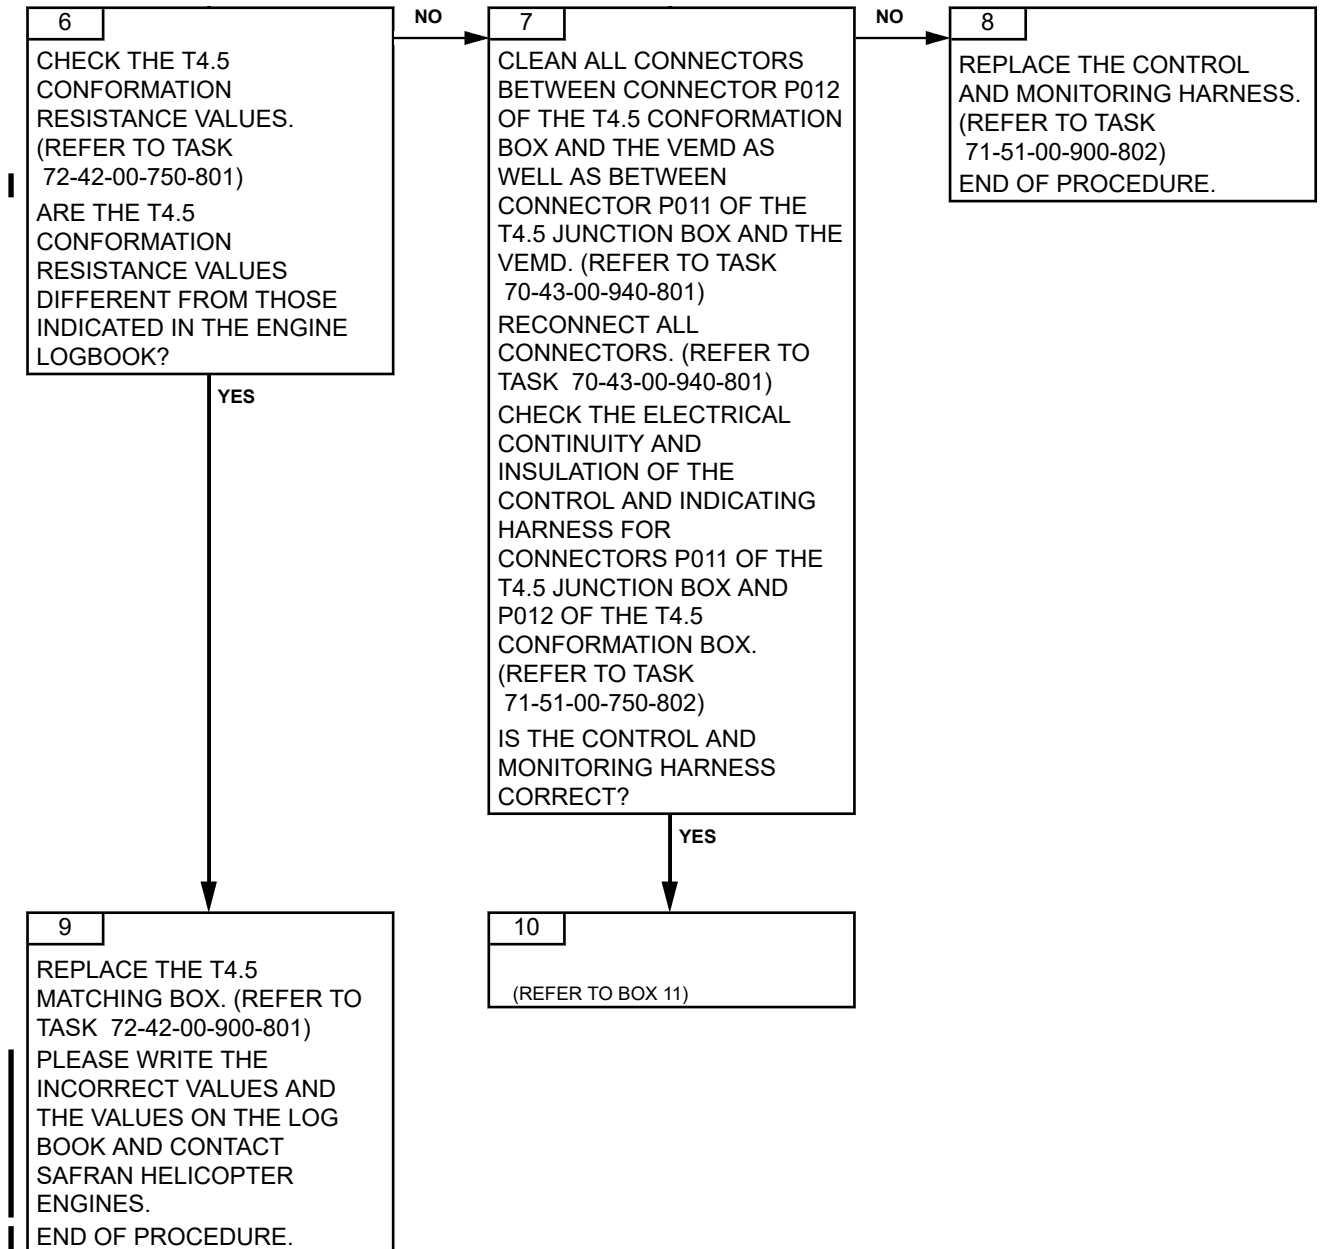 6
CHECK THE T4.5
CONFORMATION
RESISTANCE VALUES.
(REFER TO TASK
72-42-00-750-801)
ARE THE T4.5
CONFORMATION
RESISTANCE VALUES
DIFFERENT FROM THOSE
INDICATED IN THE ENGINE
LOGBOOK?
NO
YES
7
CLEAN ALL CONNECTORS
BETWEEN CONNECTOR P012
OF THE T4.5 CONFORMATION
BOX AND THE VEMD AS
WELL AS BETWEEN
CONNECTOR P011 OF THE
T4.5 JUNCTION BOX AND THE
VEMD. (REFER TO TASK
70-43-00-940-801)
RECONNECT ALL
CONNECTORS. (REFER TO
TASK 70-43-00-940-801)
CHECK THE ELECTRICAL
CONTINUITY AND
INSULATION OF THE
CONTROL AND INDICATING
HARNESS FOR
CONNECTORS P011 OF THE
T4.5 JUNCTION BOX AND
P012 OF THE T4.5
CONFORMATION BOX.
(REFER TO TASK
71-51-00-750-802)
IS THE CONTROL AND
MONITORING HARNESS
CORRECT?
NO
YES
8
REPLACE THE CONTROL
AND MONITORING HARNESS.
(REFER TO TASK
71-51-00-900-802)
END OF PROCEDURE.
9
REPLACE THE T4.5
MATCHING BOX. (REFER TO
TASK 72-42-00-900-801)
PLEASE WRITE THE
INCORRECT VALUES AND
THE VALUES ON THE LOG
BOOK AND CONTACT
SAFRAN HELICOPTER
ENGINES.
END OF PROCEDURE.
10
(REFER TO BOX 11)